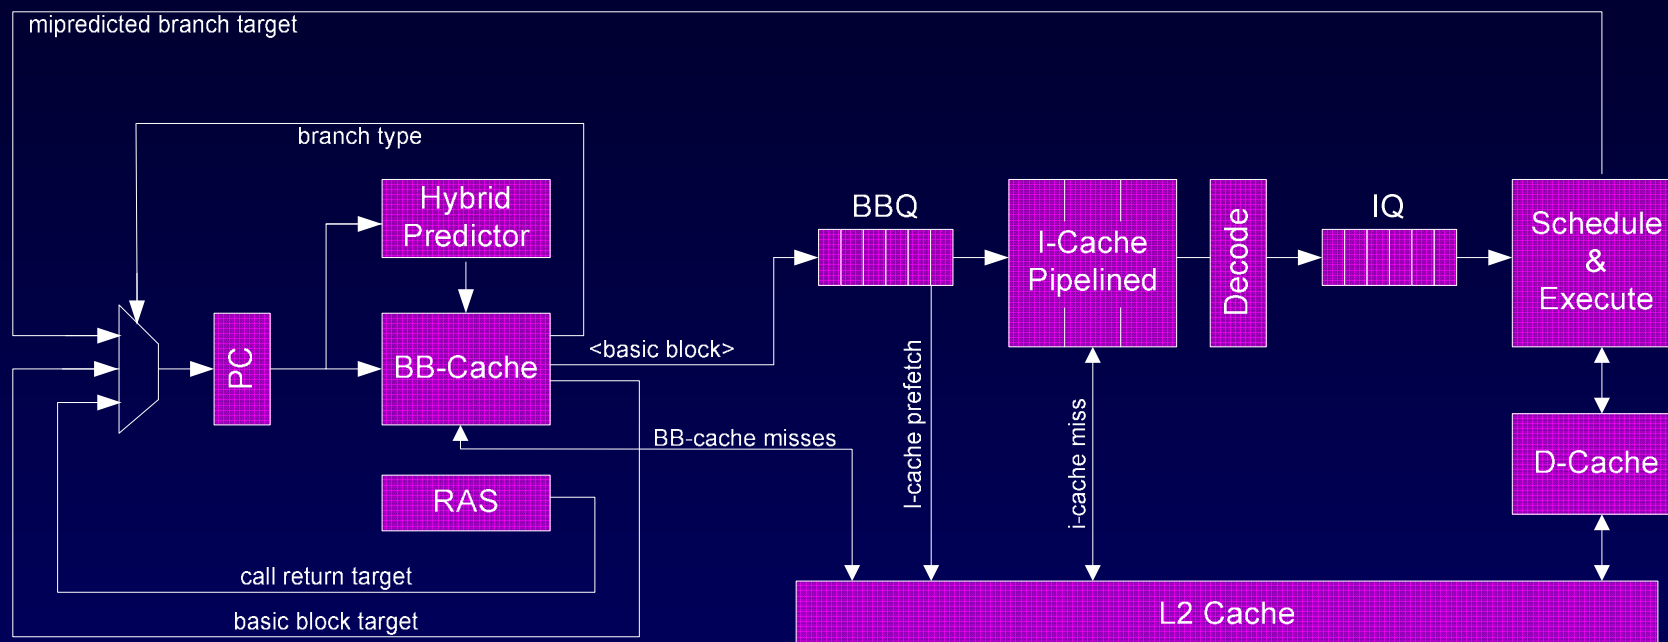 mipredicted branch target
branch type
Hybrid
Predictor
BBQ
IQ
I-Cache
Pipelined
Decode
Schedule
&
Execute
PC
BB-Cache
<basic block>
I-cache prefetch
i-cache miss
BB-cache misses
D-Cache
RAS
call return target
basic block target
L2 Cache